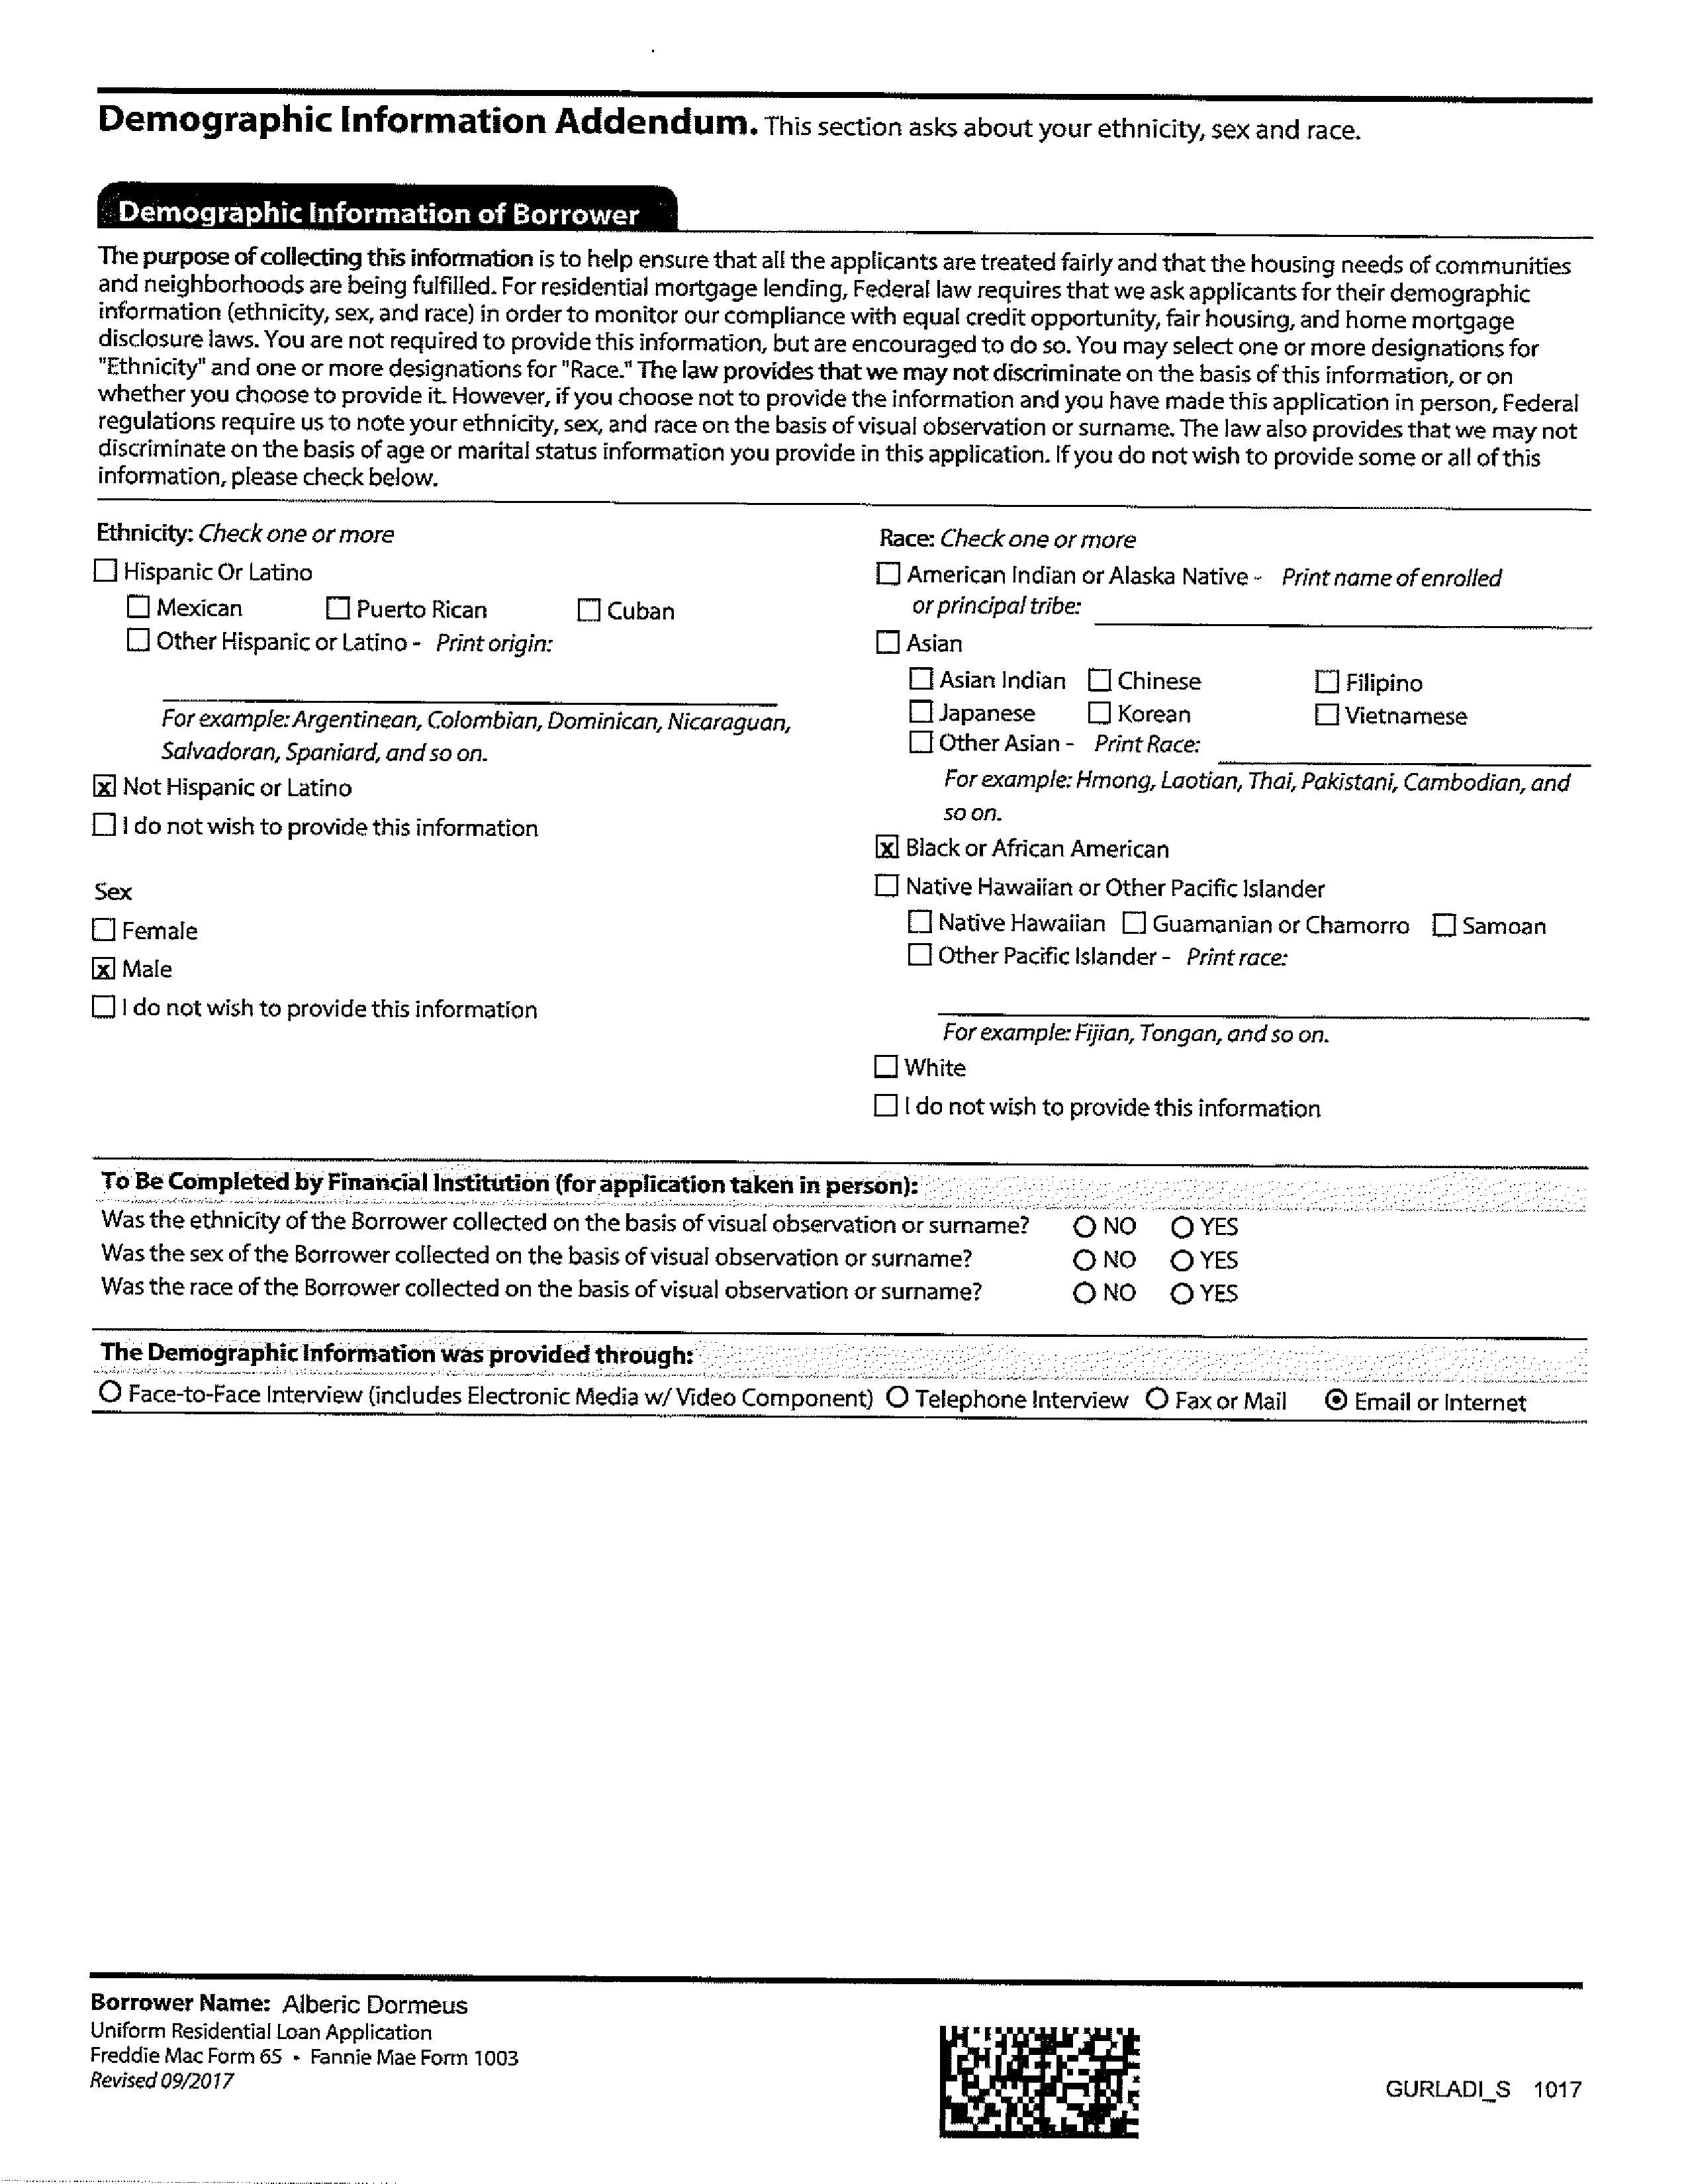 Demographic Information Addendum. This section asks about your ethnicity, sex and race.
Demographic Information of Borrower
The purpose of collecting this information is to help ensure that all the applicants are treated fairly and that the housing needs of communities
and neighborhoods are being fulfilled. For residential mortgage lending, Federal law requires that we ask applicants for their demographic
information (ethnicity, sex, and race) in order to monitor our compliance with equal credit opportunity, fair housing, and home mortgage
disclosure laws. You are not required to provide this information, but are encouraged to do so. You may select one or more designations for
"Ethnicity" and one or more designations for "Race." The law provides that we may not discriminate on the basis of this information, or on
whether you choose to provide it. However, if you choose not to provide the information and you have made this application in person, Federal
regulations require us to note your ethnicity, sex, and race on the basis of visual observation or surname. The law also provides that we may not
discriminate on the basis of age or marital status information you provide in this application. If you do not wish to provide some or all of this
information, please check below.
Ethnicity: Check one or more
☐ Hispanic Or Latino
☐ Mexican ☐ Puerto Rican ☐ Cuban
☐ Other Hispanic or Latino - Print origin:
For example: Argentinean, Colombian, Dominican, Nicaraguan,
Salvadoran, Spaniard, and so on.
☒ Not Hispanic or Latino
☐ I do not wish to provide this information
Sex
☐ Female
☒ Male
☐ I do not wish to provide this information
Race: Check one or more
☐ American Indian or Alaska Native - Print name of enrolled
or principal tribe:
☐ Asian
☐ Asian Indian ☐ Chinese ☐ Filipino
☐ Japanese ☐ Korean ☐ Vietnamese
☐ Other Asian - Print Race:
For example: Hmong, Laotian, Thai, Pakistani, Cambodian, and
so on.
☒ Black or African American
☐ Native Hawaiian or Other Pacific Islander
☐ Native Hawaiian ☐ Guamanian or Chamorro ☐ Samoan
☐ Other Pacific Islander - Print race:
For example: Fijian, Tongan, and so on.
☐ White
☐ I do not wish to provide this information
To Be Completed by Financial Institution (for application taken in person):
Was the ethnicity of the Borrower collected on the basis of visual observation or surname? ○ NO ○ YES
Was the sex of the Borrower collected on the basis of visual observation or surname? ○ NO ○ YES
Was the race of the Borrower collected on the basis of visual observation or surname? ○ NO ○ YES
The Demographic Information was provided through:
○ Face-to-Face Interview (includes Electronic Media w/ Video Component) ○ Telephone Interview ○ Fax or Mail ◉ Email or Internet
Borrower Name: Alberic Dormeus
Uniform Residential Loan Application
Freddie Mac Form 65 • Fannie Mae Form 1003
Revised 09/2017
GURLADI_S 1017